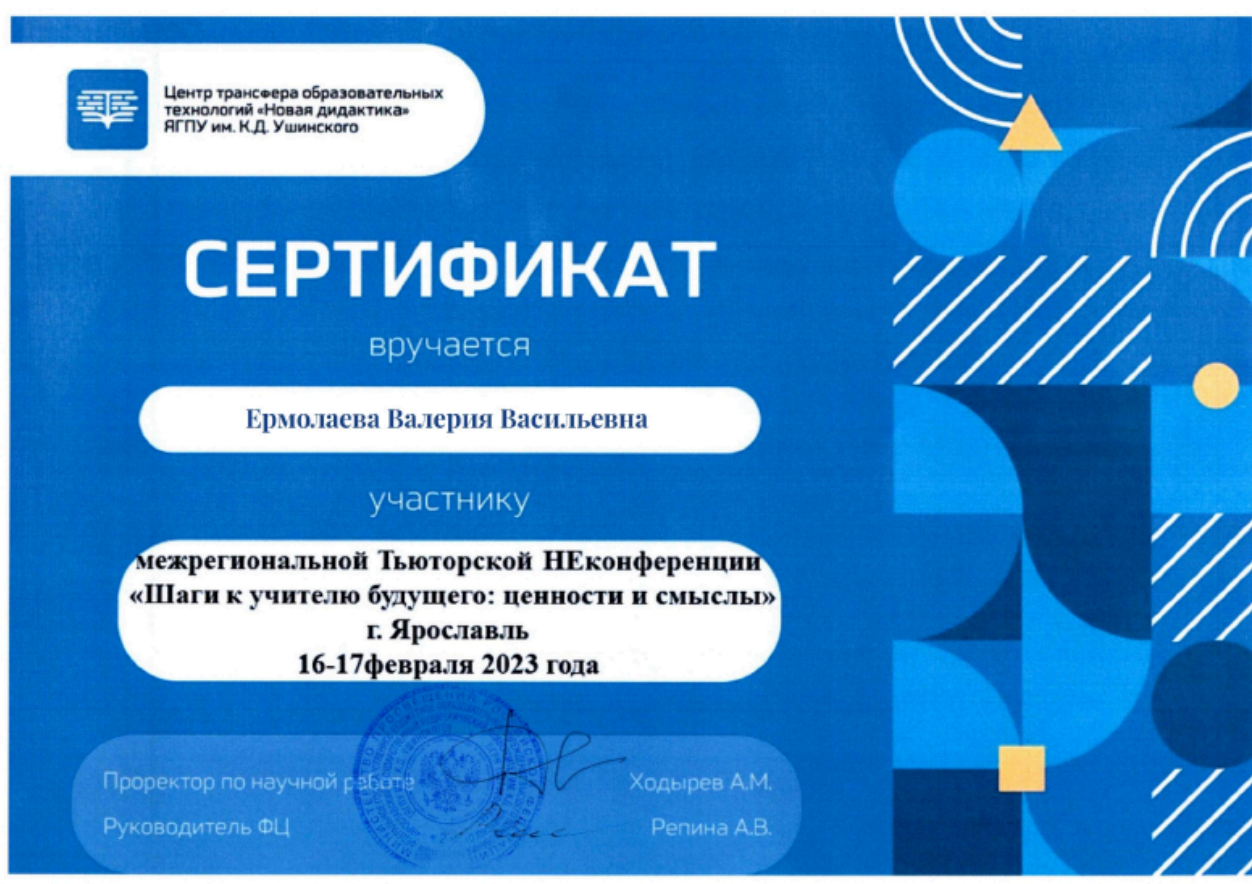 Центр трансфера образовательных
технологий «Новая дидактика»
ЯГПУ им. К.Д. Ушинского
СЕРТИФИКАТ
вручается
Ермолаева Валерия Васильевна
участнику
межрегиональной Тьюторской НЕконференции
«Шаги к учителю будущего: ценности и смыслы»
г. Ярославль
16-17февраля 2023 года
Проректор по научной работе Ходырев А.М.
Руководитель ФЦ Репина А.В.